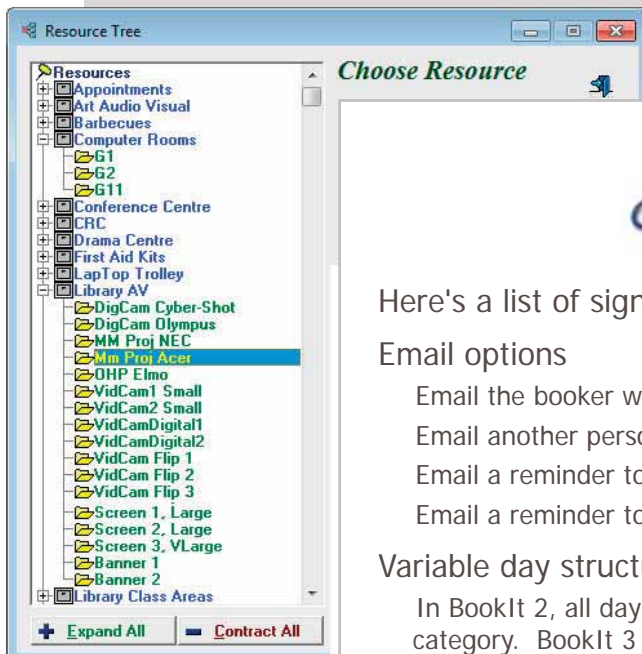 Resource Tree
Resources
Appointments
Art Audio Visual
Barbecues
Computer Rooms
G1
G2
G11
Conference Centre
CRC
Drama Centre
First Aid Kits
LapTop Trolley
Library AV
DigCam Cyber-Shot
DigCam Olympus
MM Proj NEC
Mm Proj Acer
OHP Elmo
VidCam1 Small
VidCam2 Small
VidCamDigital1
VidCamDigital2
VidCam Flip 1
VidCam Flip 2
VidCam Flip 3
Screen 1, Large
Screen 2, Large
Screen 3, VLarge
Banner 1
Banner 2
Library Class Areas
Expand All
Contract All
Choose Resource
Here's a list of sign
Email options
Email the booker w
Email another perso
Email a reminder to
Email a reminder to
Variable day struct
In BookIt 2, all day
category. BookIt 3